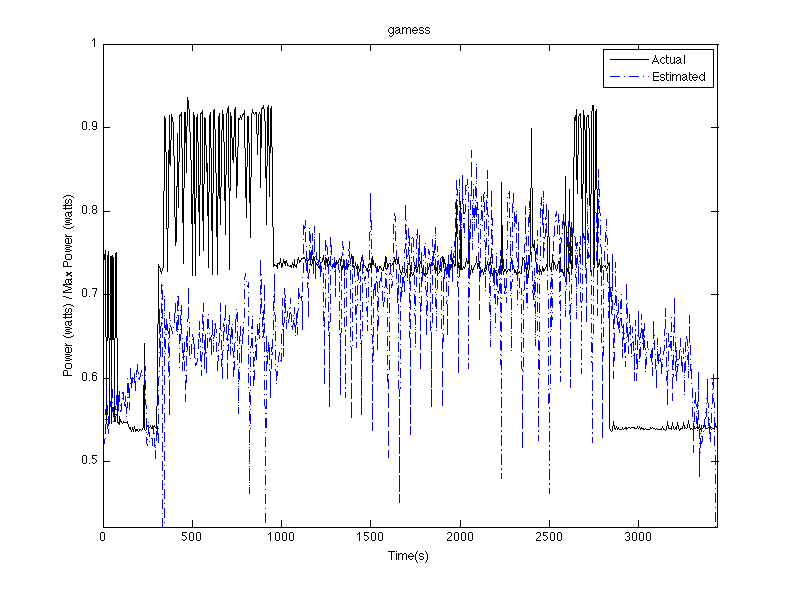 gamess
Actual
Estimated
1
0.9
0.8
0.7
0.6
0.5
Power (watts) / Max Power (watts)
0
500
1000
1500
2000
2500
3000
Time(s)